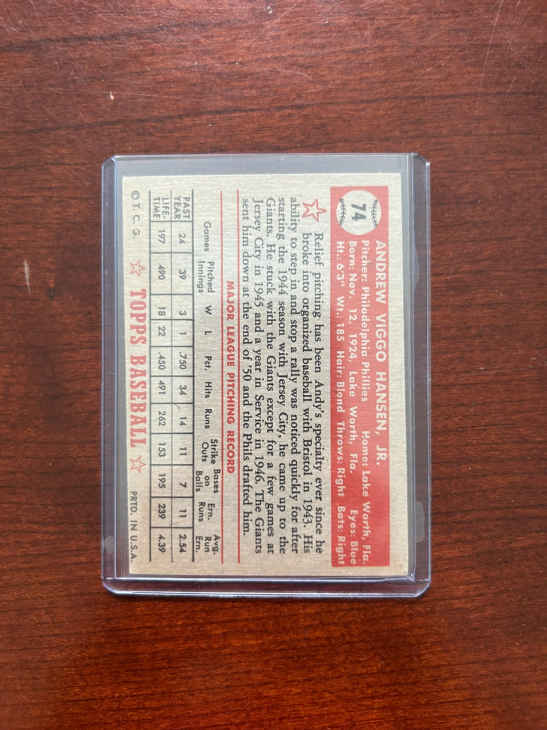 74
ANDREW VIGGO HANSEN, JR.
Pitcher: Philadelphia Phillies Home: Lake Worth, Fla.
Born: Nov. 12, 1924, Lake Worth, Fla. Eyes: Blue
Ht.: 6'3" Wt.: 185 Hair: Blond Throws: Right Bats: Right
Relief pitching has been Andy's specialty ever since he
broke into organized baseball with Bristol in 1943. His
ability to step in and stop a rally was noticed quickly for after
starting the 1944 season with Jersey City, he came up to the
Giants. He stuck with the Giants except for a few games at
Jersey City in 1945 and a year in Service in 1946. The Giants
sent him down at the end of '50 and the Phils drafted him.
MAJOR LEAGUE PITCHING RECORD
Games Pitched Innings W L Pct. Hits Runs Strike Outs Bases on Balls Ern. Runs Avg. Run Ern.
PAST YEAR 24 39 3 1 .750 34 14 11 7 11 2.54
LIFE-TIME 197 490 18 22 .450 491 262 153 195 239 4.39
© T. C. G. TOPPS BASEBALL PRTD. IN U.S.A.